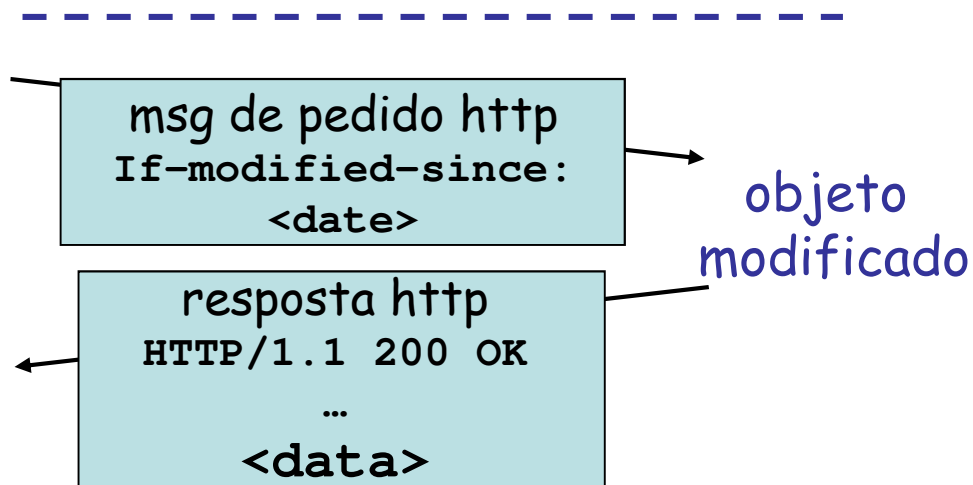 msg de pedido http
If-modified-since:
<date>
objeto
modificado
resposta http
HTTP/1.1 200 OK
…
<data>